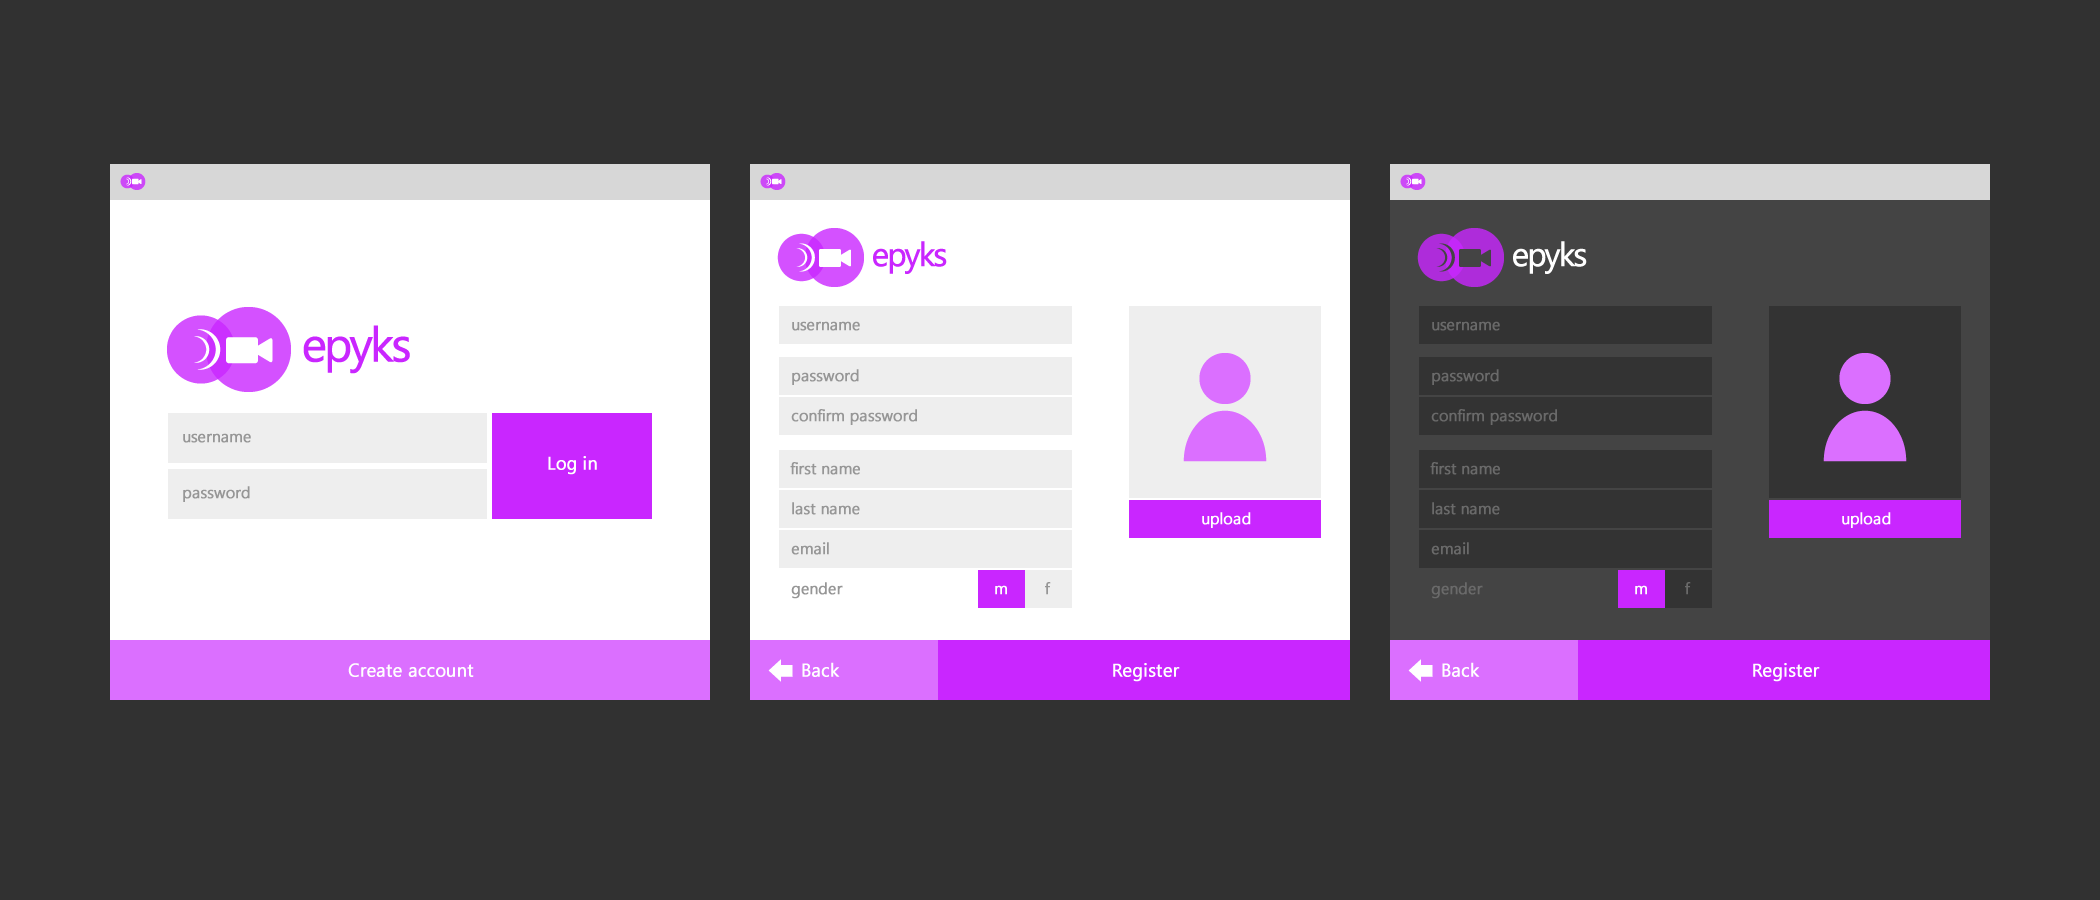 epyks
username
password
Log in
Create account
epyks
username
password
confirm password
first name
last name
email
gender m f
upload
Back
Register
epyks
username
password
confirm password
first name
last name
email
gender m f
upload
Back
Register